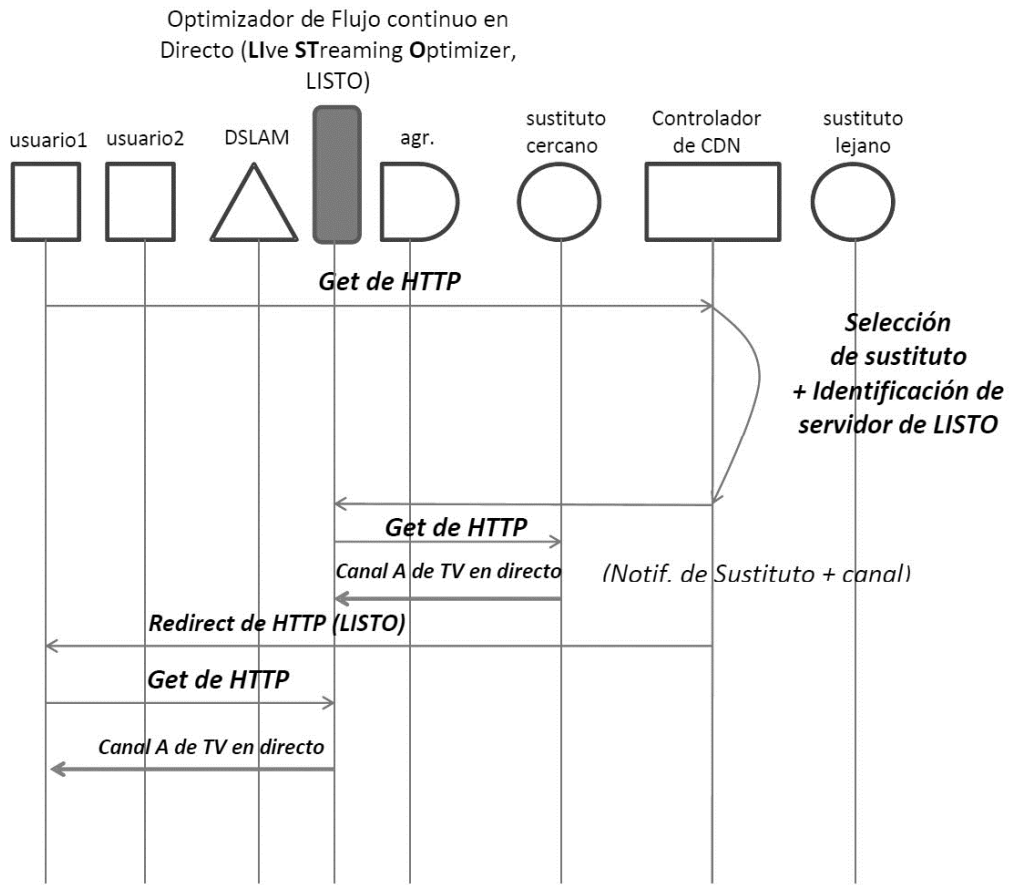 Optimizador de Flujo continuo en
Directo (LIve STreaming Optimizer,
LISTO)
usuario1
usuario2
DSLAM
agr.
sustituto
cercano
Controlador
de CDN
sustituto
lejano
Get de HTTP
Selección
de sustituto
+ Identificación de
servidor de LISTO
Get de HTTP
Canal A de TV en directo
(Notif. de Sustituto + canal)
Redirect de HTTP (LISTO)
Get de HTTP
Canal A de TV en directo